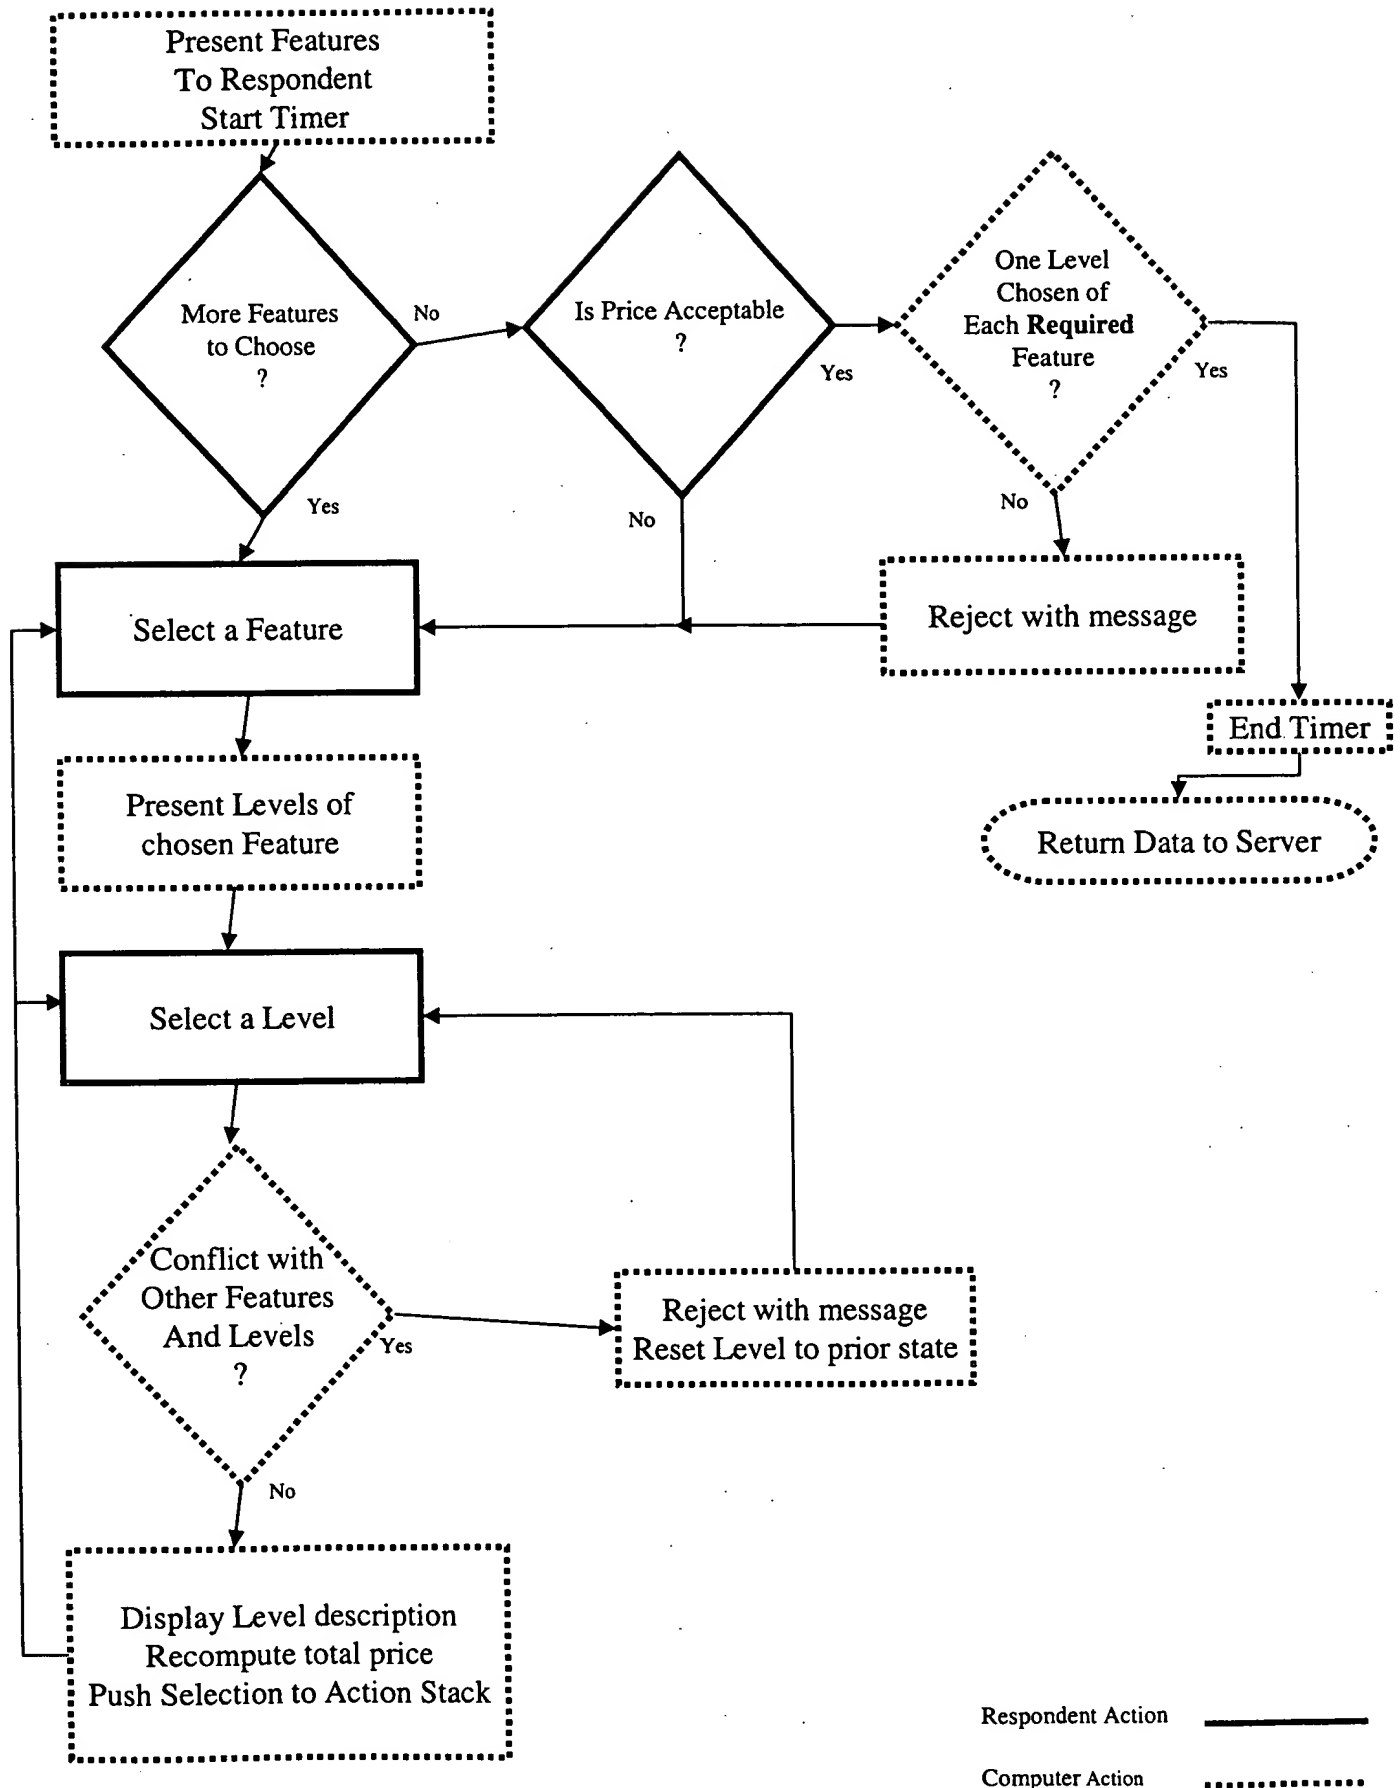 Present Features
To Respondent
Start Timer
More Features
to Choose
?
No
Yes
Is Price Acceptable
?
Yes
No
One Level
Chosen of
Each Required
Feature
?
Yes
No
Select a Feature
Reject with message
End Timer
Present Levels of
chosen Feature
Return Data to Server
Select a Level
Conflict with
Other Features
And Levels
?
Yes
Reject with message
Reset Level to prior state
No
Display Level description
Recompute total price
Push Selection to Action Stack
Respondent Action
Computer Action